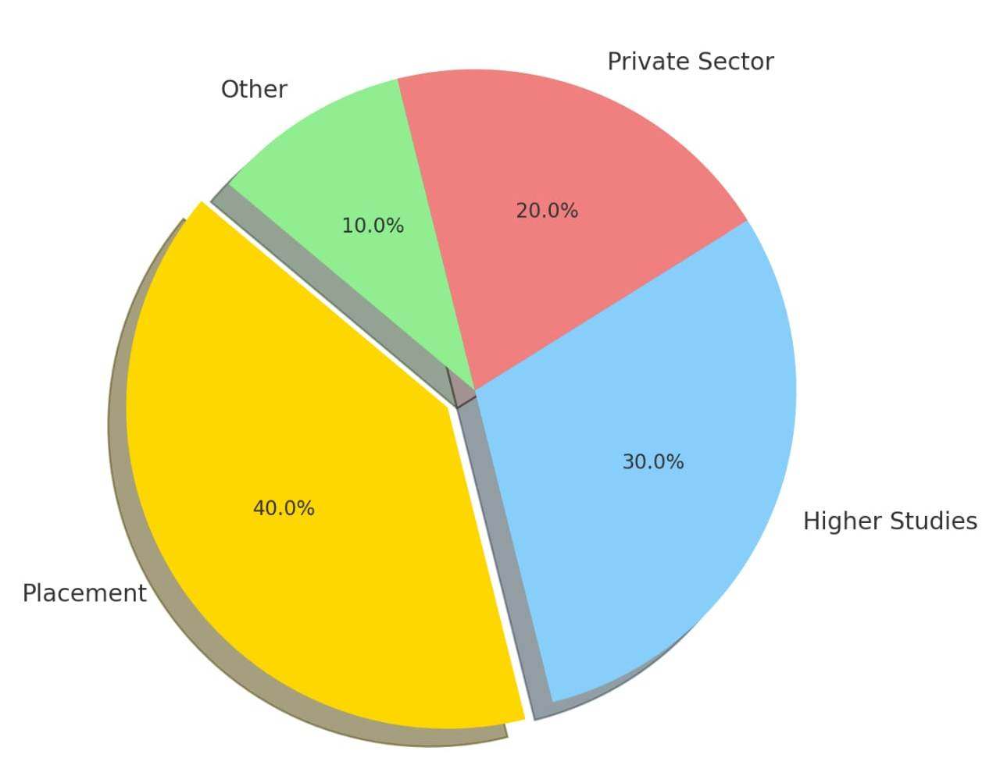 Private Sector
Other
20.0%
10.0%
30.0%
40.0%
Higher Studies
Placement